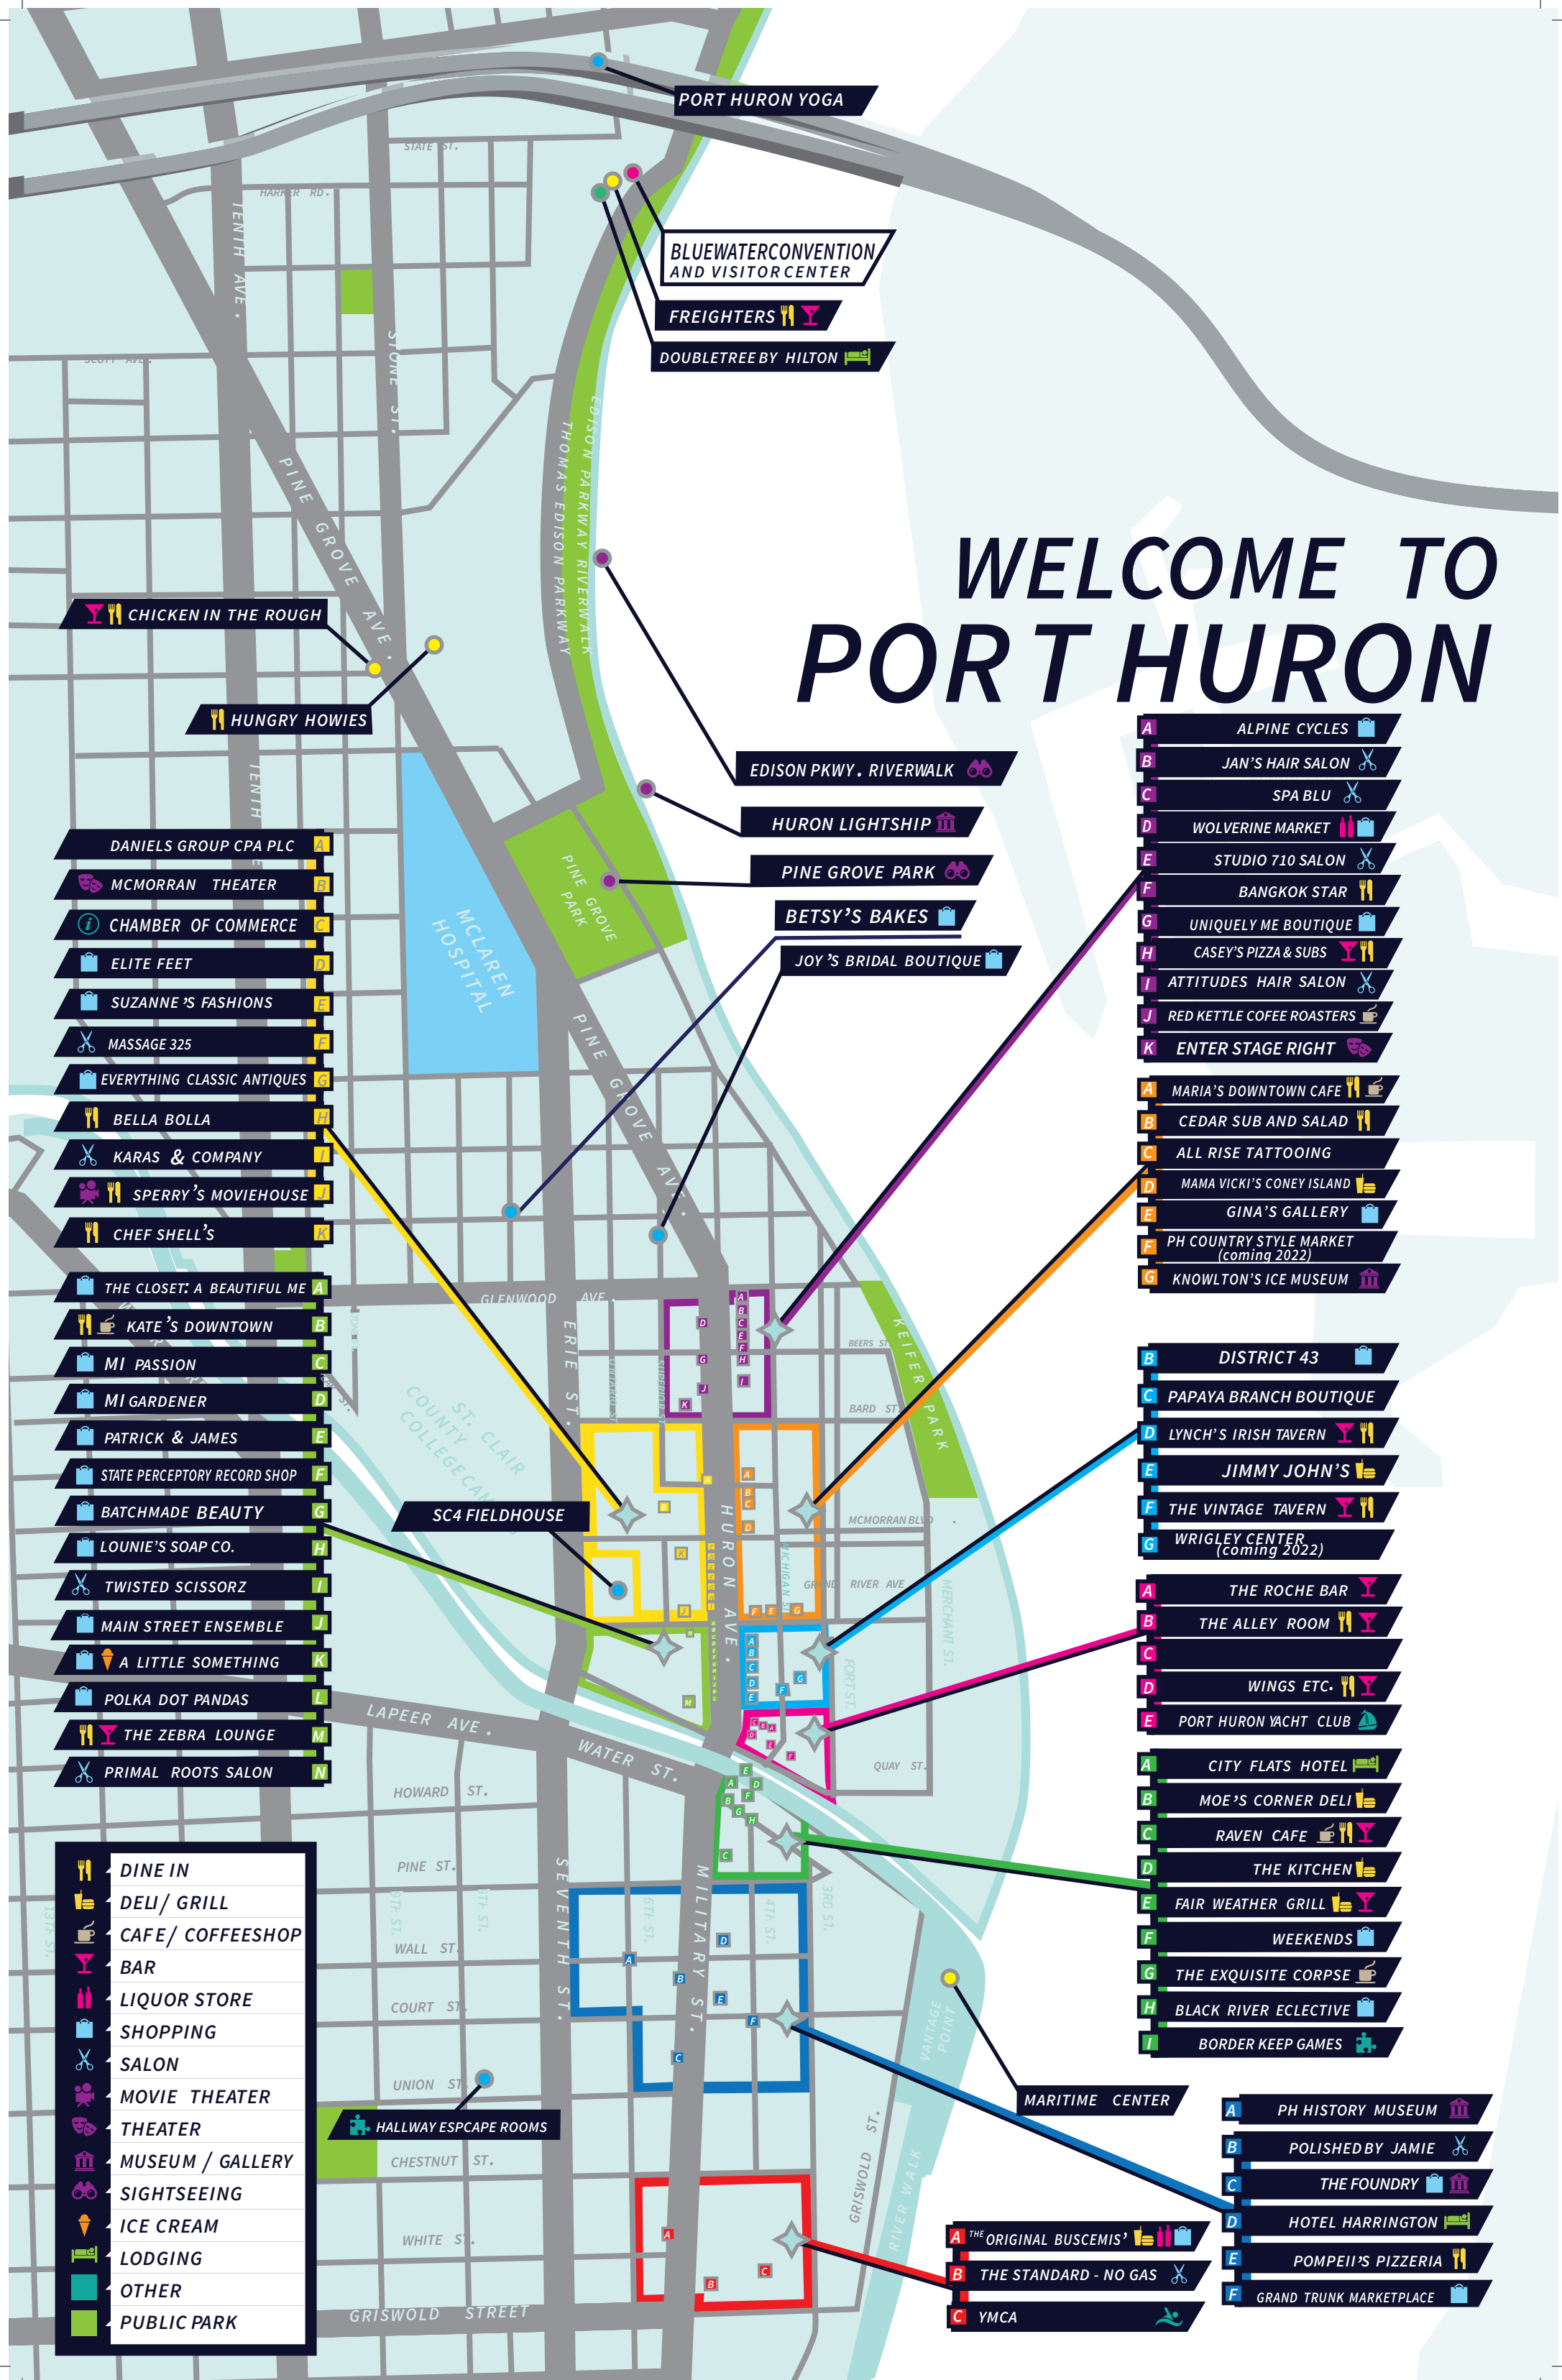 PORT HURON YOGA
STATE ST.
HARKER RD.
TENTH AVE.
BLUEWATERCONVENTION
AND VISITOR CENTER
FREIGHTERS
DOUBLETREE BY HILTON
STONE ST.
SCOTT AVE.
EDISON PARKWAY RIVERWALK
THOMAS EDISON PARKWAY
PINE GROVE AVE.
WELCOME TO
PORT HURON
CHICKEN IN THE ROUGH
HUNGRY HOWIES
EDISON PKWY. RIVERWALK
HURON LIGHTSHIP
PINE GROVE PARK
BETSY'S BAKES
JOY'S BRIDAL BOUTIQUE
PINE GROVE
PARK
MCLAREN
HOSPITAL
TENTH
PINE GROVE AVE.
DANIELS GROUP CPA PLC A
MCMORRAN THEATER B
CHAMBER OF COMMERCE C
ELITE FEET D
SUZANNE'S FASHIONS E
MASSAGE 325 F
EVERYTHING CLASSIC ANTIQUES G
BELLA BOLLA H
KARAS & COMPANY I
SPERRY'S MOVIEHOUSE J
CHEF SHELL'S K
THE CLOSET: A BEAUTIFUL ME A
KATE'S DOWNTOWN B
MI PASSION C
MI GARDENER D
PATRICK & JAMES E
STATE PERCEPTORY RECORD SHOP F
BATCHMADE BEAUTY G
LOUNIE'S SOAP CO. H
TWISTED SCISSORZ I
MAIN STREET ENSEMBLE J
A LITTLE SOMETHING K
POLKA DOT PANDAS L
THE ZEBRA LOUNGE M
PRIMAL ROOTS SALON N
A ALPINE CYCLES
B JAN'S HAIR SALON
C SPA BLU
D WOLVERINE MARKET
E STUDIO 710 SALON
F BANGKOK STAR
G UNIQUELY ME BOUTIQUE
H CASEY'S PIZZA & SUBS
I ATTITUDES HAIR SALON
J RED KETTLE COFEE ROASTERS
K ENTER STAGE RIGHT
A MARIA'S DOWNTOWN CAFE
B CEDAR SUB AND SALAD
C ALL RISE TATTOOING
D MAMA VICKI'S CONEY ISLAND
E GINA'S GALLERY
F PH COUNTRY STYLE MARKET
(coming 2022)
G KNOWLTON'S ICE MUSEUM
B DISTRICT 43
C PAPAYA BRANCH BOUTIQUE
D LYNCH'S IRISH TAVERN
E JIMMY JOHN'S
F THE VINTAGE TAVERN
G WRIGLEY CENTER
(coming 2022)
A THE ROCHE BAR
B THE ALLEY ROOM
C
D WINGS ETC.
E PORT HURON YACHT CLUB
A CITY FLATS HOTEL
B MOE'S CORNER DELI
C RAVEN CAFE
D THE KITCHEN
E FAIR WEATHER GRILL
F WEEKENDS
G THE EXQUISITE CORPSE
H BLACK RIVER ECLECTIVE
I BORDER KEEP GAMES
A PH HISTORY MUSEUM
B POLISHED BY JAMIE
C THE FOUNDRY
D HOTEL HARRINGTON
E POMPEII'S PIZZERIA
F GRAND TRUNK MARKETPLACE
A THE ORIGINAL BUSCEMIS'
B THE STANDARD - NO GAS
C YMCA
GLENWOOD AVE.
ERIE ST.
KEIFER PARK
BEERS ST.
BARD ST.
ST. CLAIR
COUNTY
COLLEGE
SC4 FIELDHOUSE
MCMORRAN BLVD.
GRAND RIVER AVE
HURON AVE.
MICHIGAN ST
MERCHANT ST.
FORT ST.
QUAY ST.
LAPEER AVE.
WATER ST.
HOWARD ST.
PINE ST.
SEVENTH ST.
MILITARY ST.
9TH ST.
6TH ST.
4TH ST.
3RD ST.
13TH ST.
WALL ST.
COURT ST.
UNION ST.
HALLWAY ESPCAPE ROOMS
CHESTNUT ST.
WHITE ST.
GRISWOLD STREET
GRISWOLD ST.
RIVER WALK
VANTAGE
POINT
MARITIME CENTER
DINE IN
DELI/ GRILL
CAFE/ COFFEESHOP
BAR
LIQUOR STORE
SHOPPING
SALON
MOVIE THEATER
THEATER
MUSEUM / GALLERY
SIGHTSEEING
ICE CREAM
LODGING
OTHER
PUBLIC PARK